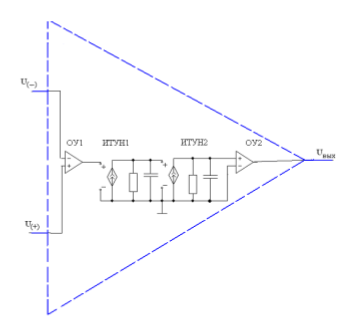 U(−)
ОУ1
ИТУН1
ИТУН2
ОУ2
Uвых
U(+)